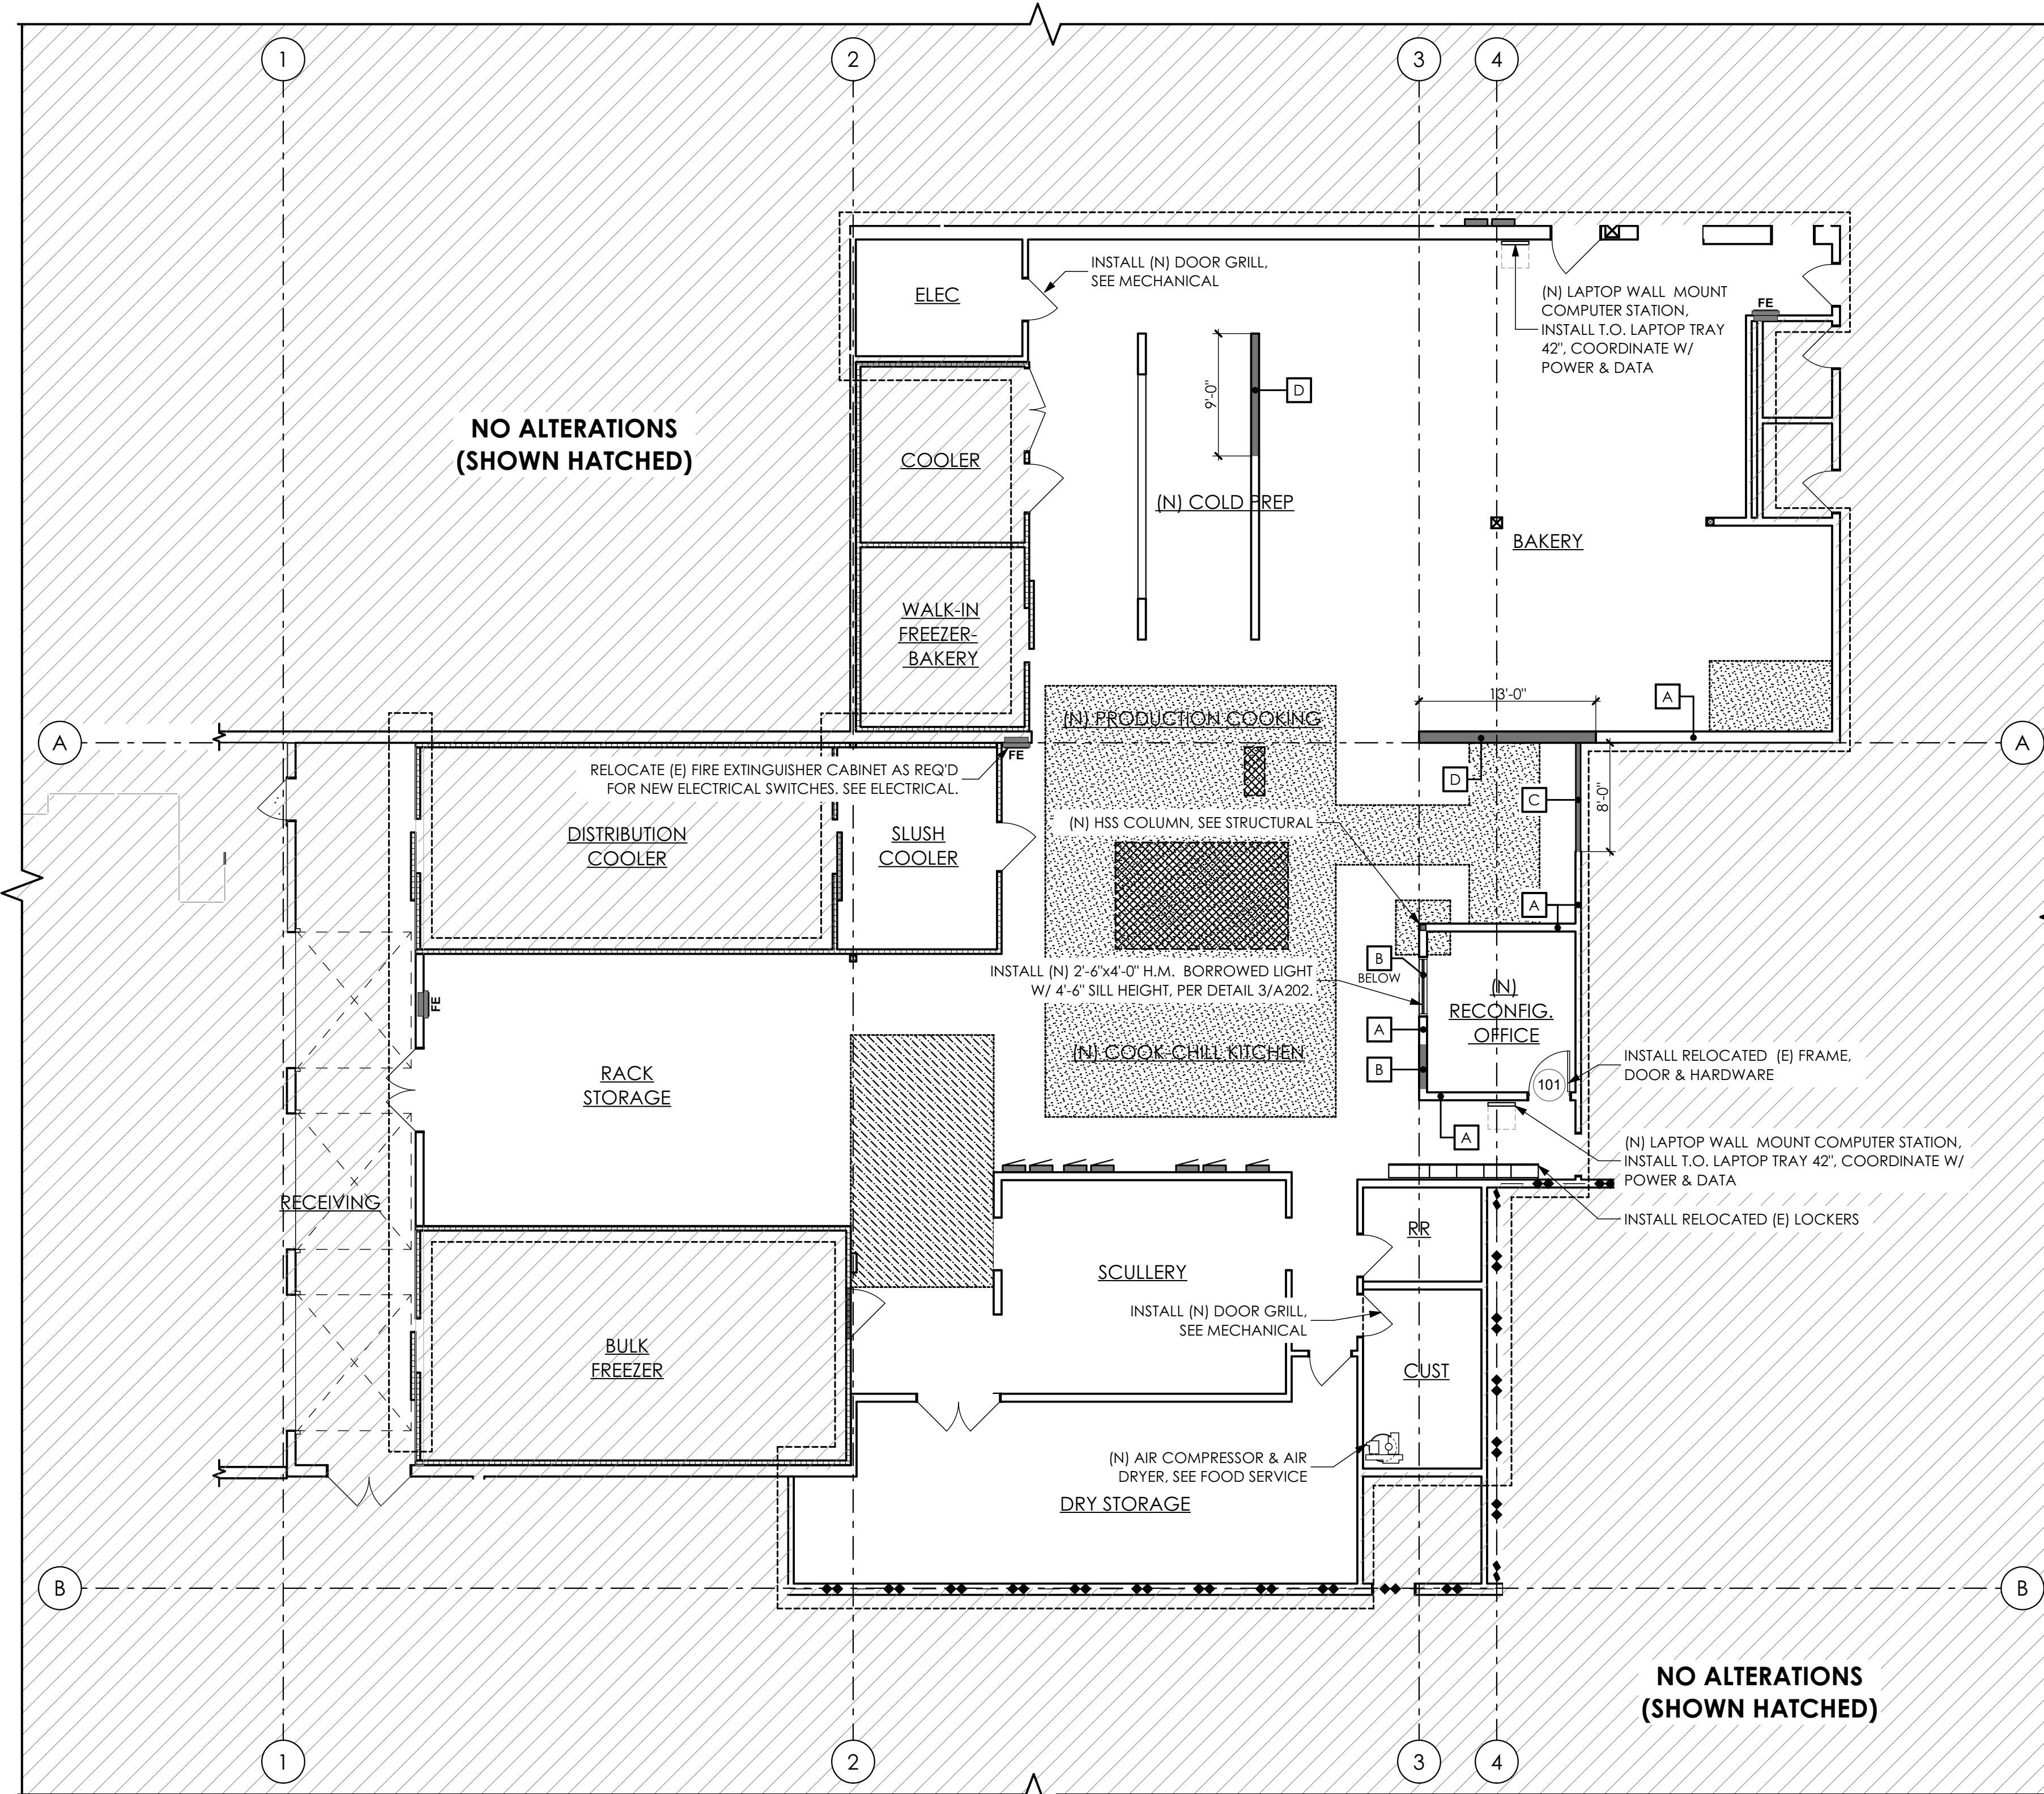 1
2
3
4
INSTALL (N) DOOR GRILL,
SEE MECHANICAL
ELEC
(N) LAPTOP WALL MOUNT
COMPUTER STATION,
INSTALL T.O. LAPTOP TRAY
42", COORDINATE W/
POWER & DATA
FE
9'-0"
D
NO ALTERATIONS
(SHOWN HATCHED)
COOLER
(N) COLD PREP
BAKERY
WALK-IN
FREEZER-
BAKERY
13'-0"
A
(N) PRODUCTION COOKING
A
A
FE
RELOCATE (E) FIRE EXTINGUISHER CABINET AS REQ'D
FOR NEW ELECTRICAL SWITCHES. SEE ELECTRICAL.
D
C
8'-0"
(N) HSS COLUMN, SEE STRUCTURAL
DISTRIBUTION
COOLER
SLUSH
COOLER
A
B
BELOW
INSTALL (N) 2'-6"x4'-0" H.M. BORROWED LIGHT
W/ 4'-6" SILL HEIGHT, PER DETAIL 3/A202.
(N)
RECONFIG.
OFFICE
FE
A
B
(N) COOK-CHILL KITCHEN
INSTALL RELOCATED (E) FRAME,
DOOR & HARDWARE
101
RACK
STORAGE
A
(N) LAPTOP WALL MOUNT COMPUTER STATION,
INSTALL T.O. LAPTOP TRAY 42", COORDINATE W/
POWER & DATA
RECEIVING
INSTALL RELOCATED (E) LOCKERS
RR
SCULLERY
INSTALL (N) DOOR GRILL,
SEE MECHANICAL
BULK
FREEZER
CUST
(N) AIR COMPRESSOR & AIR
DRYER, SEE FOOD SERVICE
DRY STORAGE
B
B
NO ALTERATIONS
(SHOWN HATCHED)
1
2
3
4